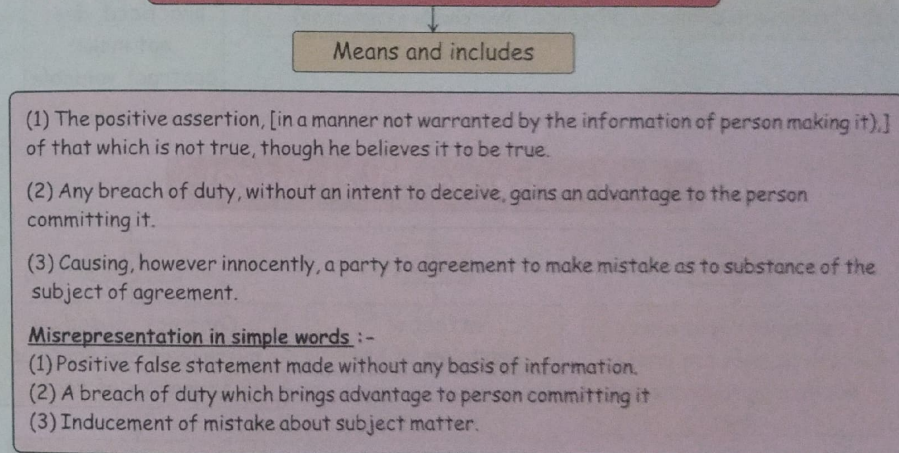 Means and includes
(1) The positive assertion, [in a manner not warranted by the information of person making it),]
of that which is not true, though he believes it to be true.
(2) Any breach of duty, without an intent to deceive, gains an advantage to the person
committing it.
(3) Causing, however innocently, a party to agreement to make mistake as to substance of the
subject of agreement.
Misrepresentation in simple words :-
(1) Positive false statement made without any basis of information.
(2) A breach of duty which brings advantage to person committing it
(3) Inducement of mistake about subject matter.